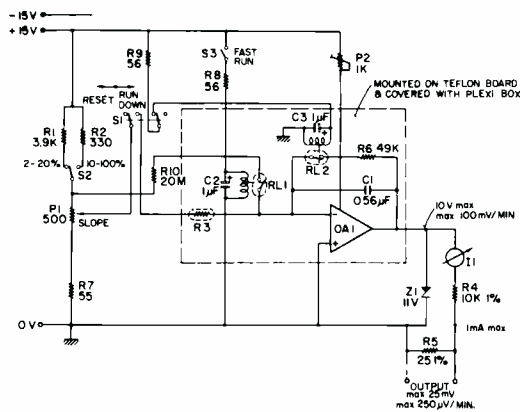 -15V
+15V
R9
56
S3
FAST
RUN
R8
56
P2
1K
MOUNTED ON TEFLON BOARD
& COVERED WITH PLEXI BOX
RESET
RUN
DOWN
S1
R1
3.9K
R2
330
2-20%
10-100%
S2
R10
20M
C2
1µF
RL1
C3 1µF
RL2
R6 49K
C1
0.56µF
P1
500
SLOPE
R3
OA1
10 V max
max 100mV/MIN
I1
R7
55
Z1
11V
R4
10K 1%
0V
1mA max
R5
25 1%
OUTPUT
max 25mV
max 250µV/MIN.